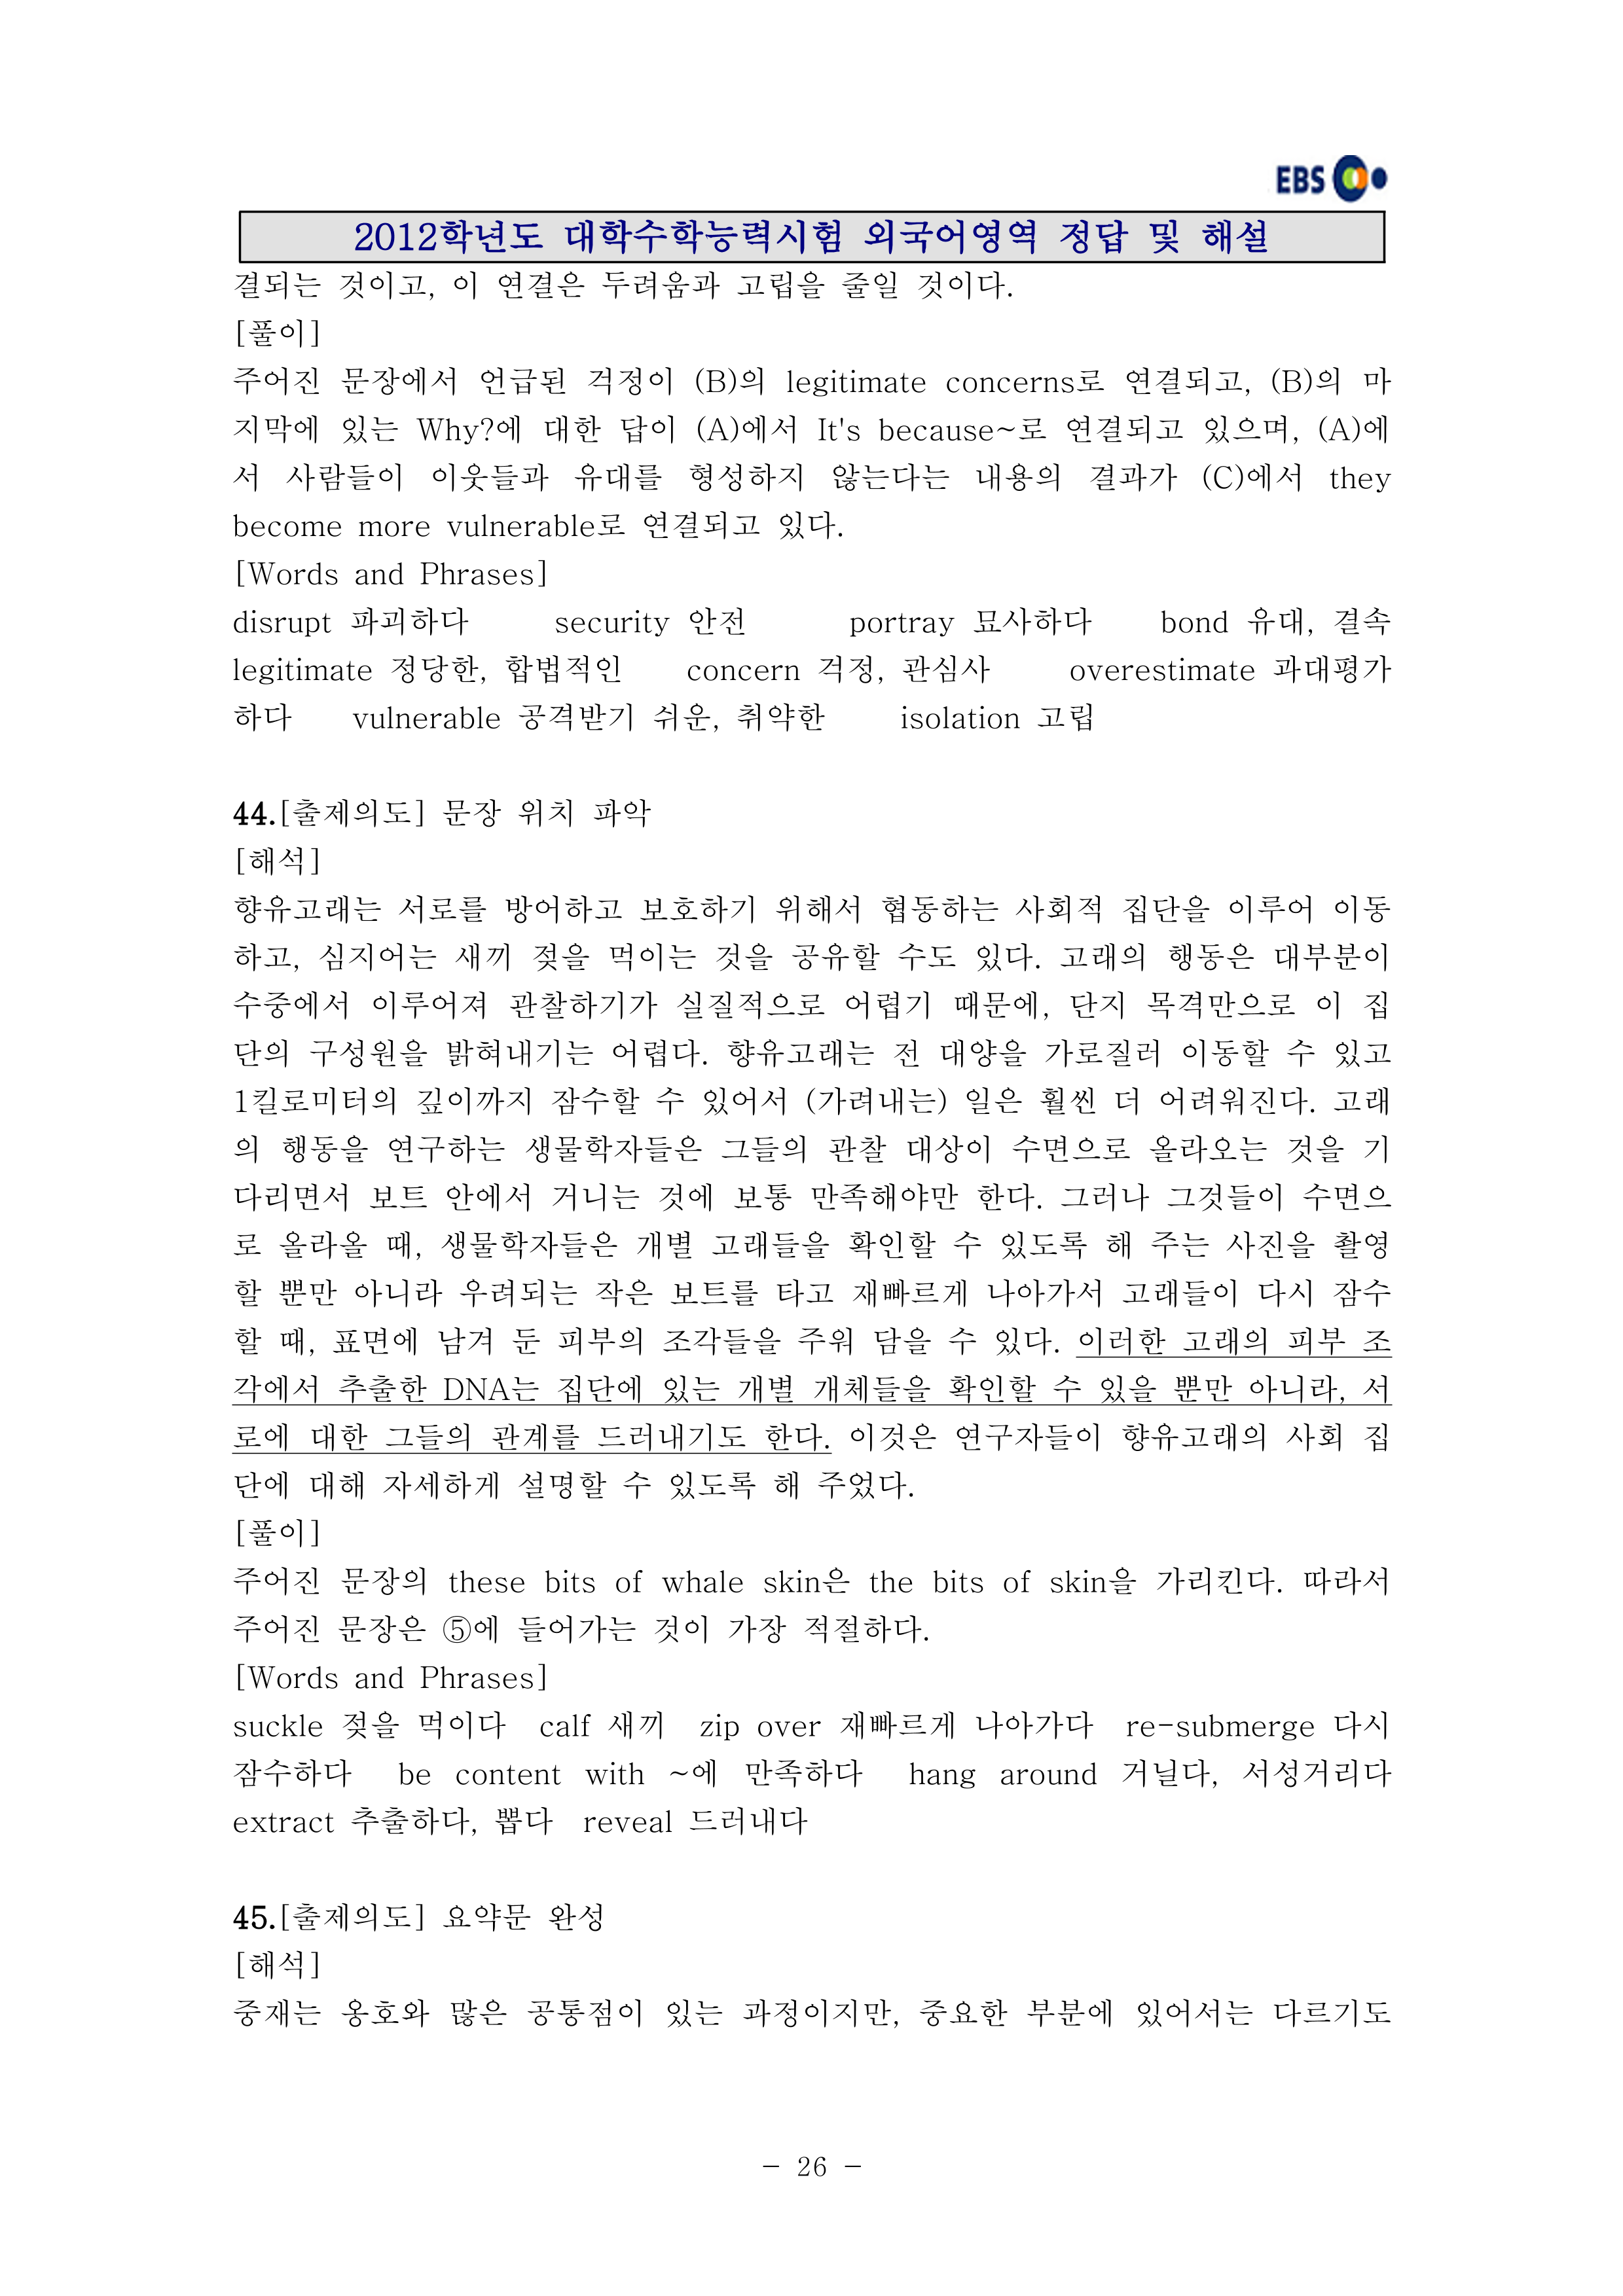 EBS
2012학년도 대학수학능력시험 외국어영역 정답 및 해설
결되는 것이고, 이 연결은 두려움과 고립을 줄일 것이다.
[풀이]
주어진 문장에서 언급된 걱정이 (B)의 legitimate concerns로 연결되고, (B)의 마
지막에 있는 Why?에 대한 답이 (A)에서 It's because~로 연결되고 있으며, (A)에
서 사람들이 이웃들과 유대를 형성하지 않는다는 내용의 결과가 (C)에서 they
become more vulnerable로 연결되고 있다.
[Words and Phrases]
disrupt 파괴하다 security 안전 portray 묘사하다 bond 유대, 결속
legitimate 정당한, 합법적인 concern 걱정, 관심사 overestimate 과대평가
하다 vulnerable 공격받기 쉬운, 취약한 isolation 고립
44.[출제의도] 문장 위치 파악
[해석]
향유고래는 서로를 방어하고 보호하기 위해서 협동하는 사회적 집단을 이루어 이동
하고, 심지어는 새끼 젖을 먹이는 것을 공유할 수도 있다. 고래의 행동은 대부분이
수중에서 이루어져 관찰하기가 실질적으로 어렵기 때문에, 단지 목격만으로 이 집
단의 구성원을 밝혀내기는 어렵다. 향유고래는 전 대양을 가로질러 이동할 수 있고
1킬로미터의 깊이까지 잠수할 수 있어서 (가려내는) 일은 훨씬 더 어려워진다. 고래
의 행동을 연구하는 생물학자들은 그들의 관찰 대상이 수면으로 올라오는 것을 기
다리면서 보트 안에서 거니는 것에 보통 만족해야만 한다. 그러나 그것들이 수면으
로 올라올 때, 생물학자들은 개별 고래들을 확인할 수 있도록 해 주는 사진을 촬영
할 뿐만 아니라 우려되는 작은 보트를 타고 재빠르게 나아가서 고래들이 다시 잠수
할 때, 표면에 남겨 둔 피부의 조각들을 주워 담을 수 있다. 이러한 고래의 피부 조
각에서 추출한 DNA는 집단에 있는 개별 개체들을 확인할 수 있을 뿐만 아니라, 서
로에 대한 그들의 관계를 드러내기도 한다. 이것은 연구자들이 향유고래의 사회 집
단에 대해 자세하게 설명할 수 있도록 해 주었다.
[풀이]
주어진 문장의 these bits of whale skin은 the bits of skin을 가리킨다. 따라서
주어진 문장은 ⑤에 들어가는 것이 가장 적절하다.
[Words and Phrases]
suckle 젖을 먹이다 calf 새끼 zip over 재빠르게 나아가다 re-submerge 다시
잠수하다 be content with ~에 만족하다 hang around 거닐다, 서성거리다
extract 추출하다, 뽑다 reveal 드러내다
45.[출제의도] 요약문 완성
[해석]
중재는 옹호와 많은 공통점이 있는 과정이지만, 중요한 부분에 있어서는 다르기도
- 26 -